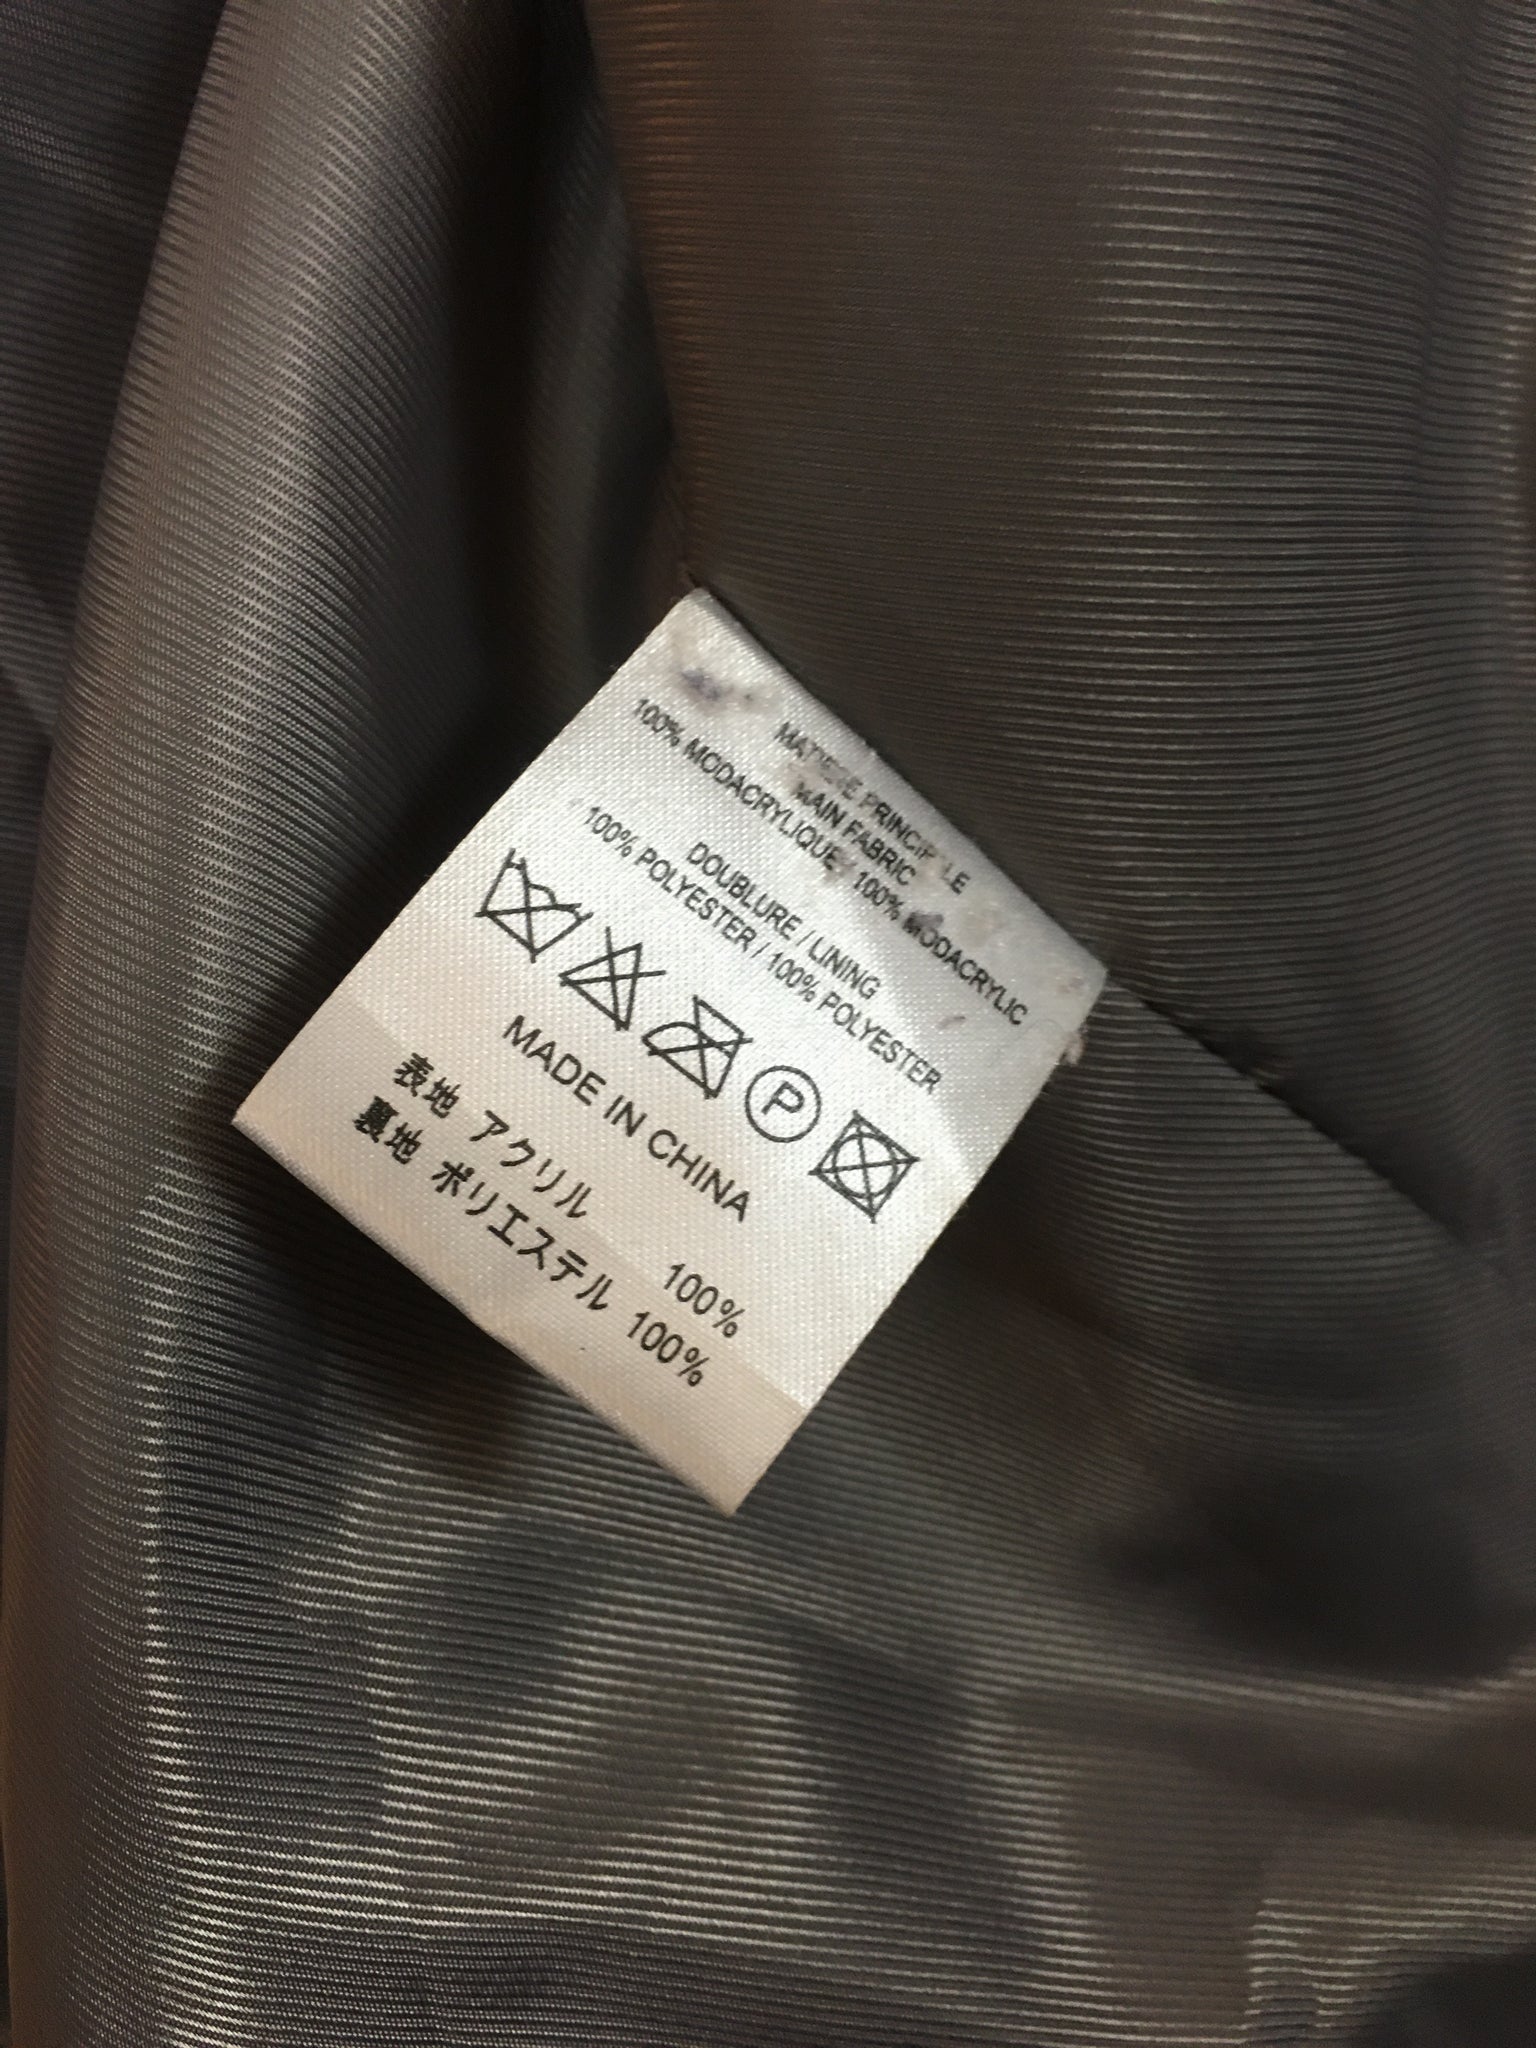 MATIERE PRINCIPALE
MAIN FABRIC
100% MODACRYLIQUE 100% MODACRYLIC
DOUBLURE / LINING
100% POLYESTER / 100% POLYESTER
P
MADE IN CHINA
表地 アクリル 100%
裏地 ポリエステル 100%